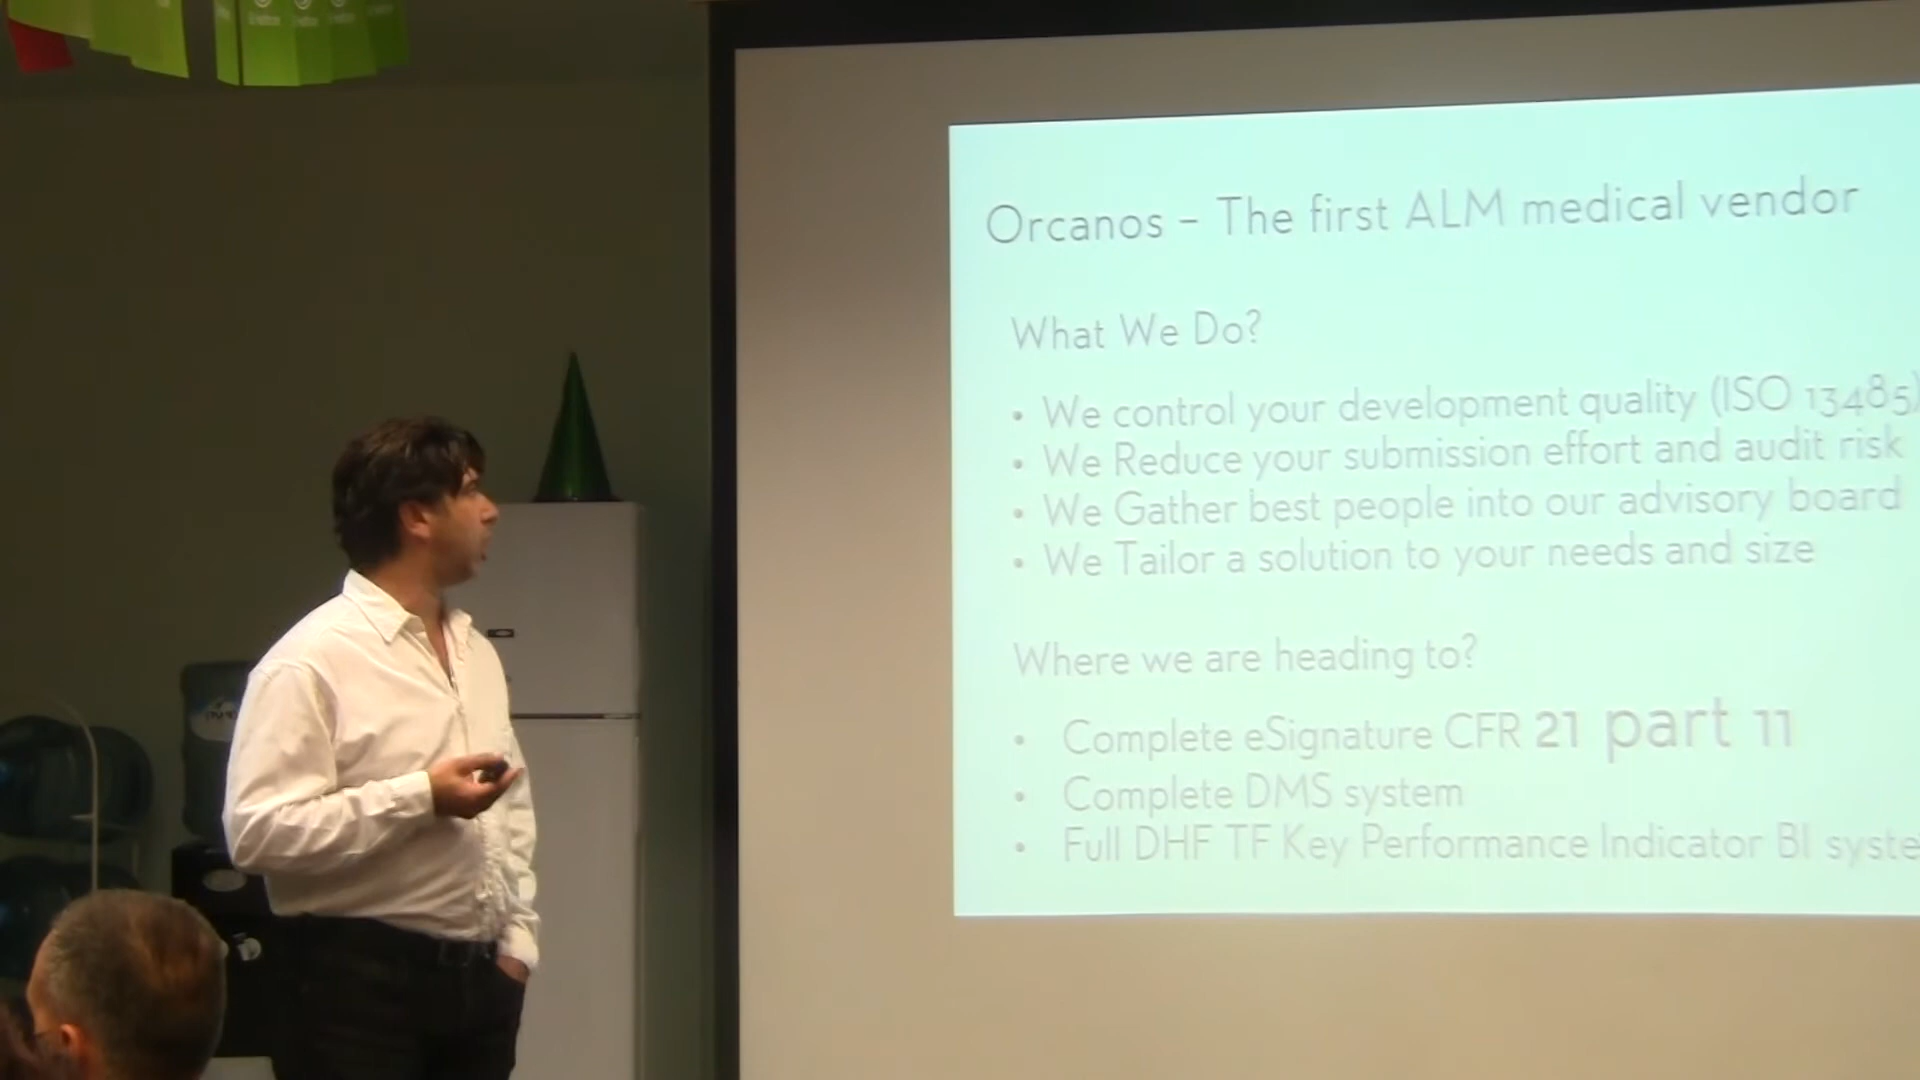 Orcanos – The first ALM medical vendor
What We Do?
• We control your development quality (ISO 13485)
• We Reduce your submission effort and audit risk
• We Gather best people into our advisory board
• We Tailor a solution to your needs and size
Where we are heading to?
• Complete eSignature CFR 21 part 11
• Complete DMS system
• Full DHF TF Key Performance Indicator BI syste